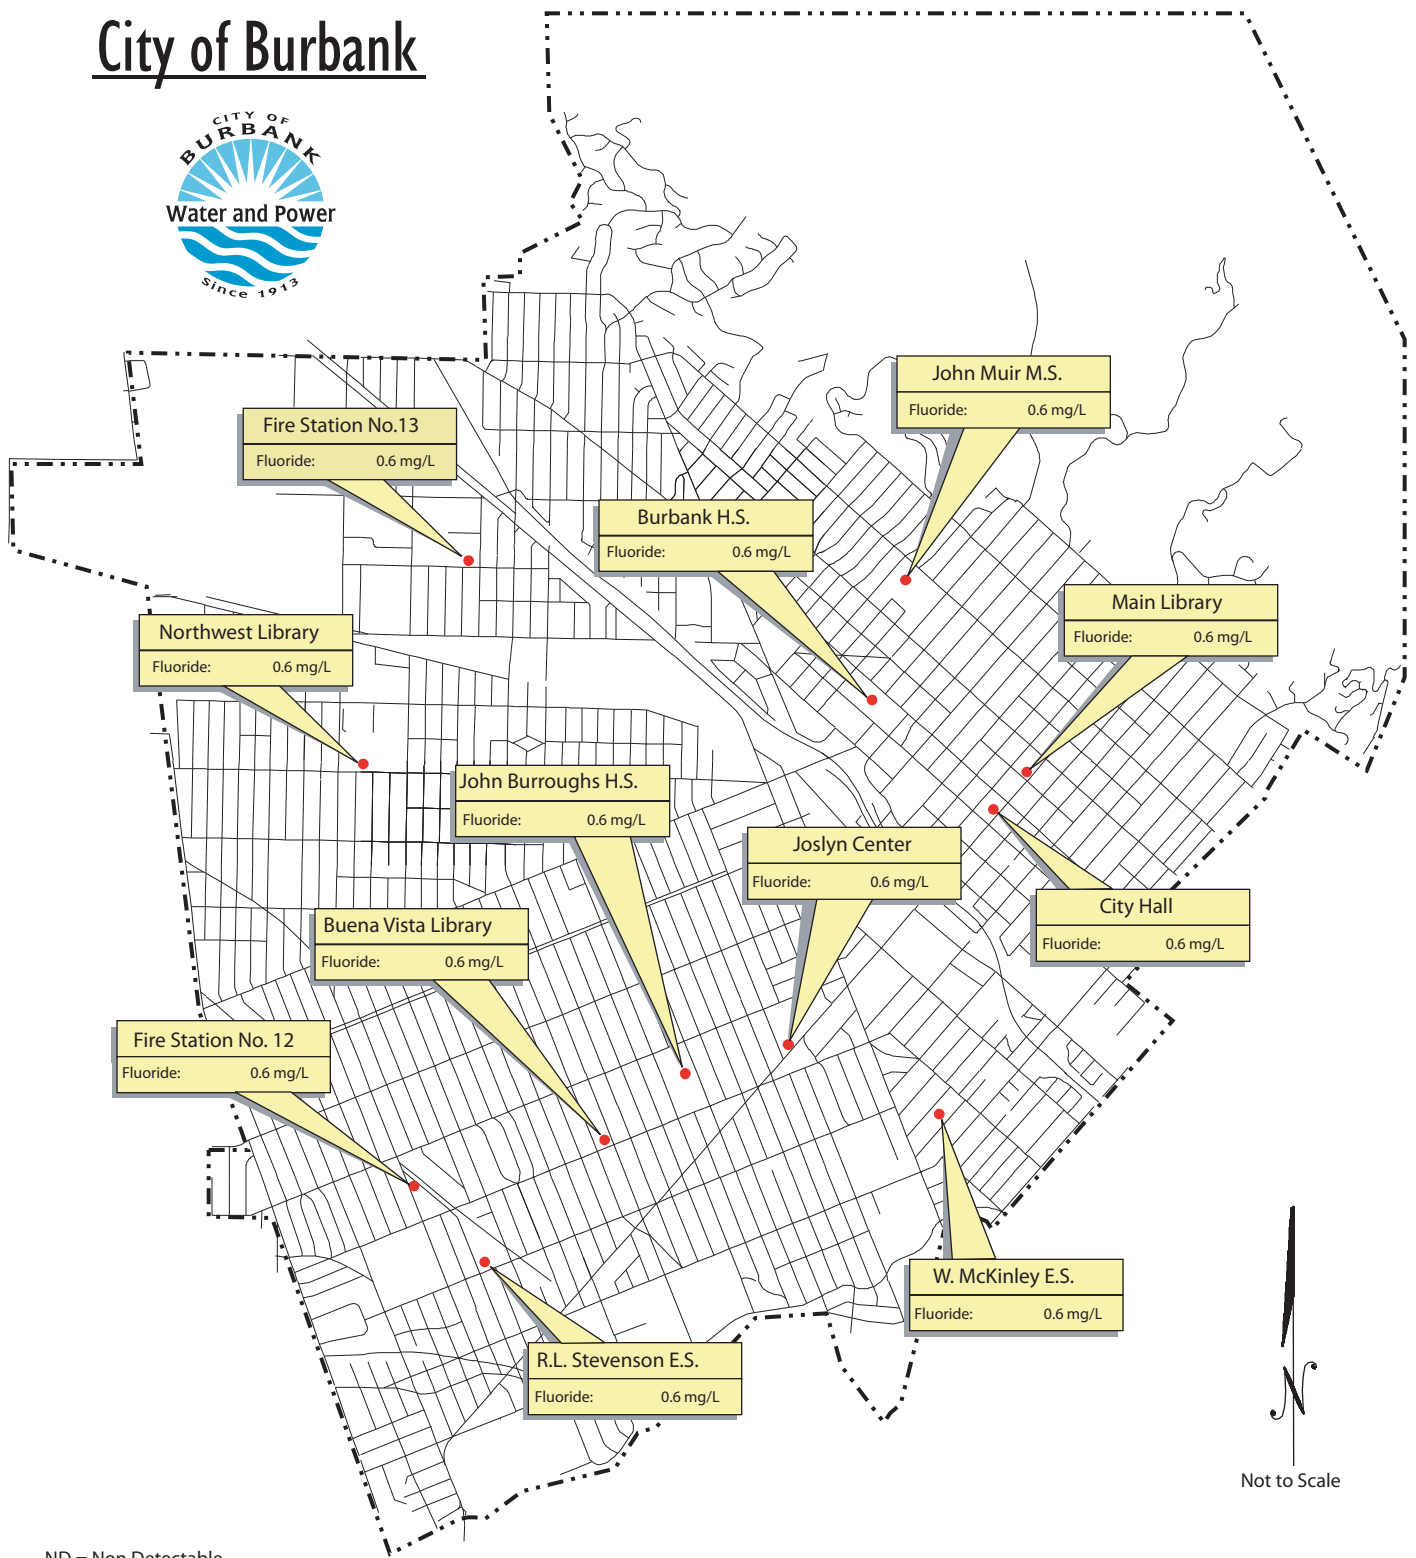 City of Burbank
CITY OF
BURBANK
Water and Power
Since 1913
John Muir M.S.
Fluoride: 0.6 mg/L
Fire Station No.13
Fluoride: 0.6 mg/L
Burbank H.S.
Fluoride: 0.6 mg/L
Main Library
Fluoride: 0.6 mg/L
Northwest Library
Fluoride: 0.6 mg/L
John Burroughs H.S.
Fluoride: 0.6 mg/L
Joslyn Center
Fluoride: 0.6 mg/L
City Hall
Fluoride: 0.6 mg/L
Buena Vista Library
Fluoride: 0.6 mg/L
Fire Station No. 12
Fluoride: 0.6 mg/L
W. McKinley E.S.
Fluoride: 0.6 mg/L
R.L. Stevenson E.S.
Fluoride: 0.6 mg/L
N
Not to Scale
ND = Non Detectable